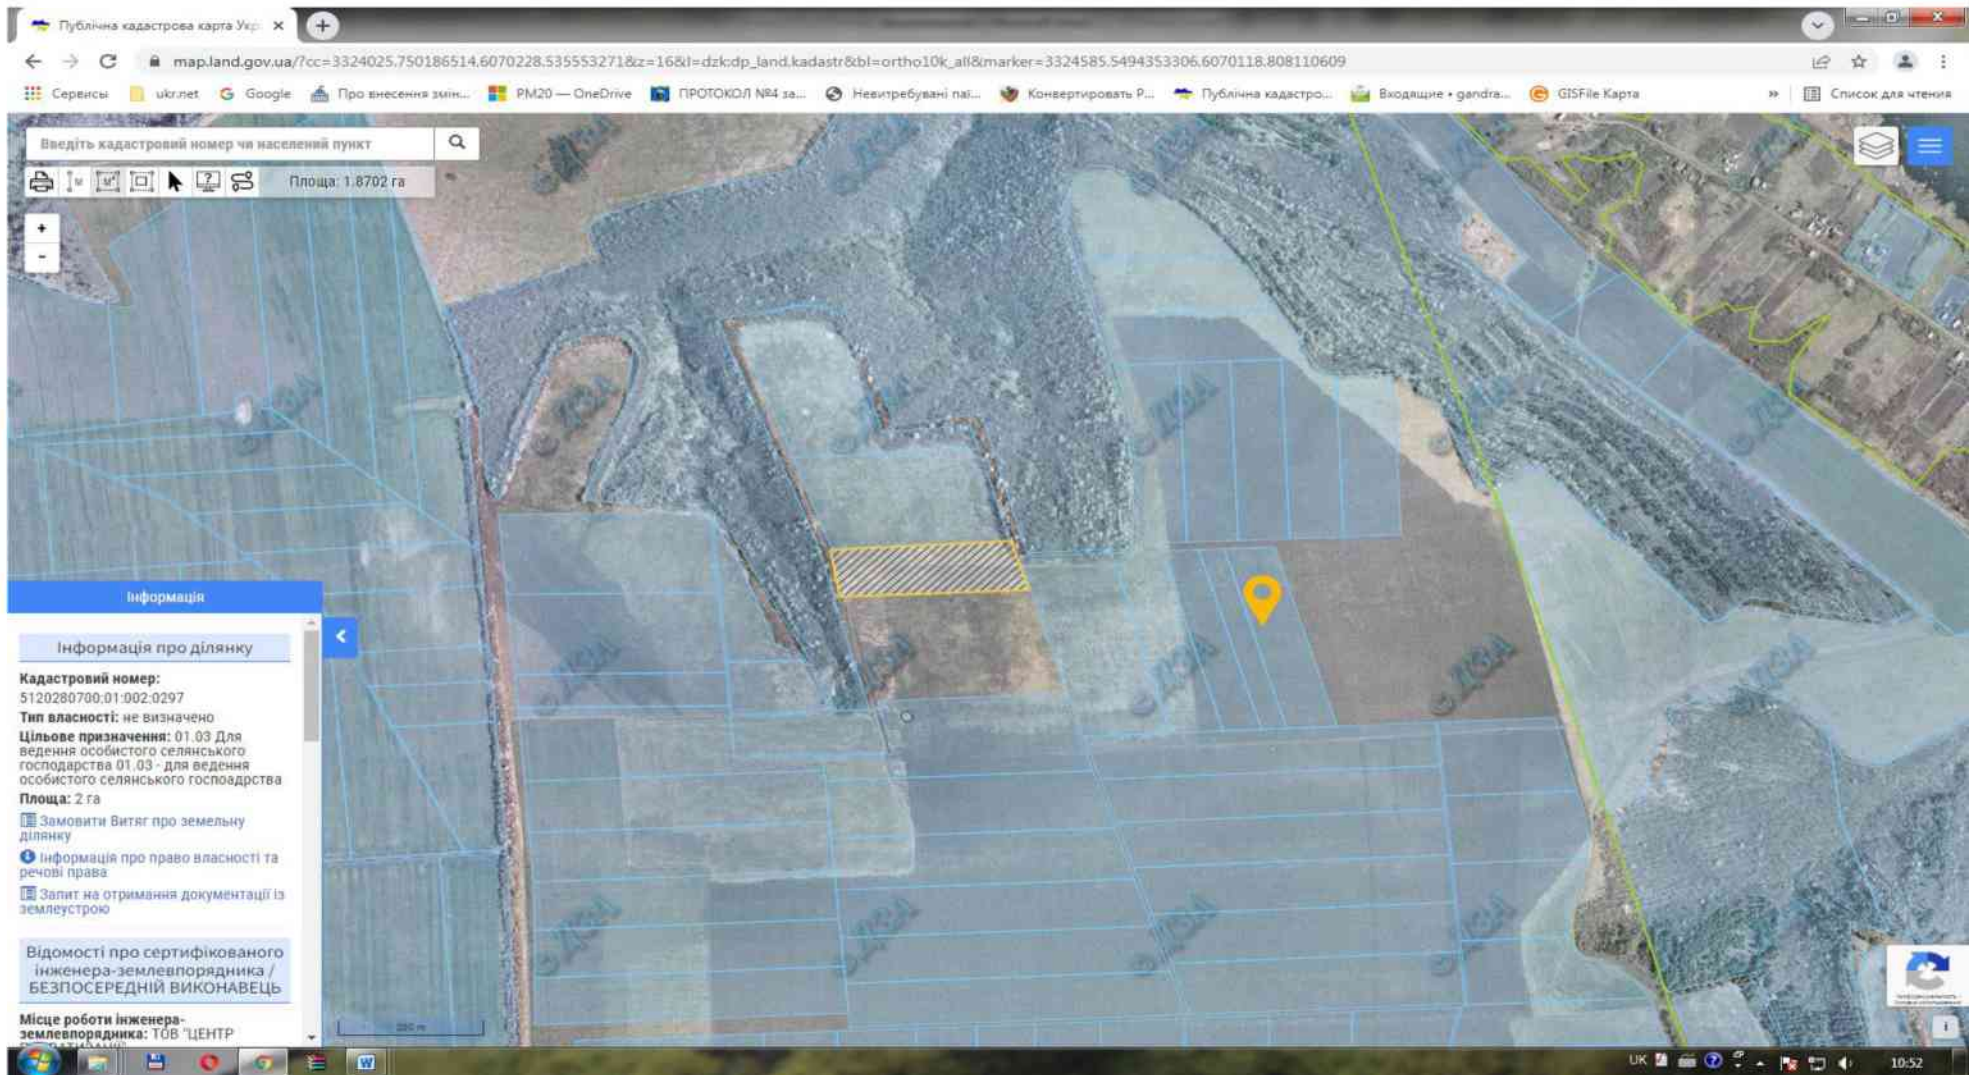 Публічна кадастрова карта Укр
map.land.gov.ua/?cc=3324025.750186514,6070228.535553271&z=16&l=dzk:dp_land,kadastr&bl=ortho10k_all&marker=3324585.5494353306,6070118.808110609
Сервисы ukr.net Google Про внесення змін... PM20 — OneDrive ПРОТОКОЛ №4 за... Невитребувані паї... Конвертировать P... Публічна кадастро... Входящие • gandra... GISFile Карта » Список для чтения
Введіть кадастровий номер чи населений пункт
Площа: 1.8702 га
+
-
© ДЗА
Інформація
Інформація про ділянку
Кадастровий номер:
5120280700:01:002:0297
Тип власності: не визначено
Цільове призначення: 01.03 Для
ведення особистого селянського
господарства 01.03 - для ведення
особистого селянського госпоадрства
Площа: 2 га
Замовити Витяг про земельну
ділянку
Інформація про право власності та
речові права
Запит на отримання документації із
землеустрою
Відомості про сертифікованого
інженера-землевпорядника /
БЕЗПОСЕРЕДНІЙ ВИКОНАВЕЦЬ
Місце роботи інженера-
землевпорядника: ТОВ "ЦЕНТР
200 m
UK
10:52